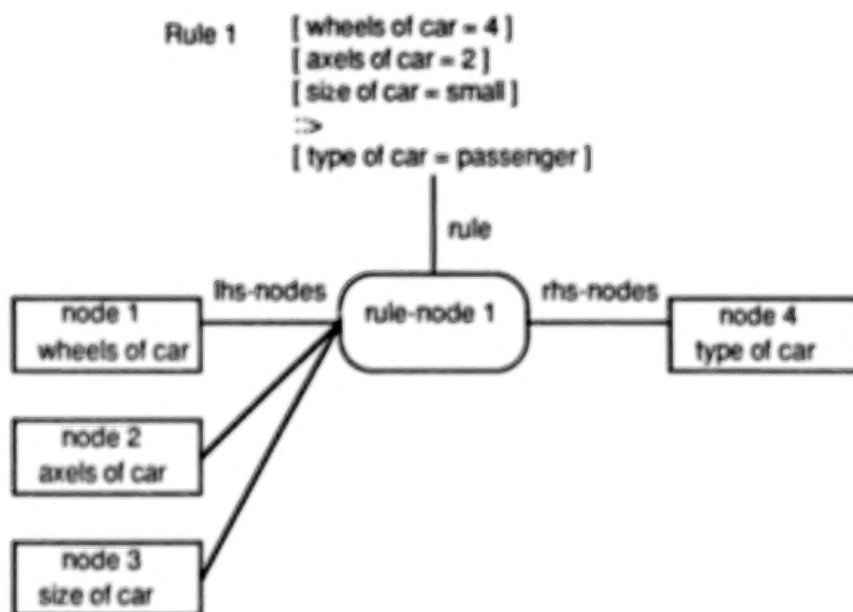 Rule 1
[ wheels of car = 4 ]
[ axels of car = 2 ]
[ size of car = small ]
:>
[ type of car = passenger ]
rule
lhs-nodes
rhs-nodes
node 1
wheels of car
rule-node 1
node 4
type of car
node 2
axels of car
node 3
size of car